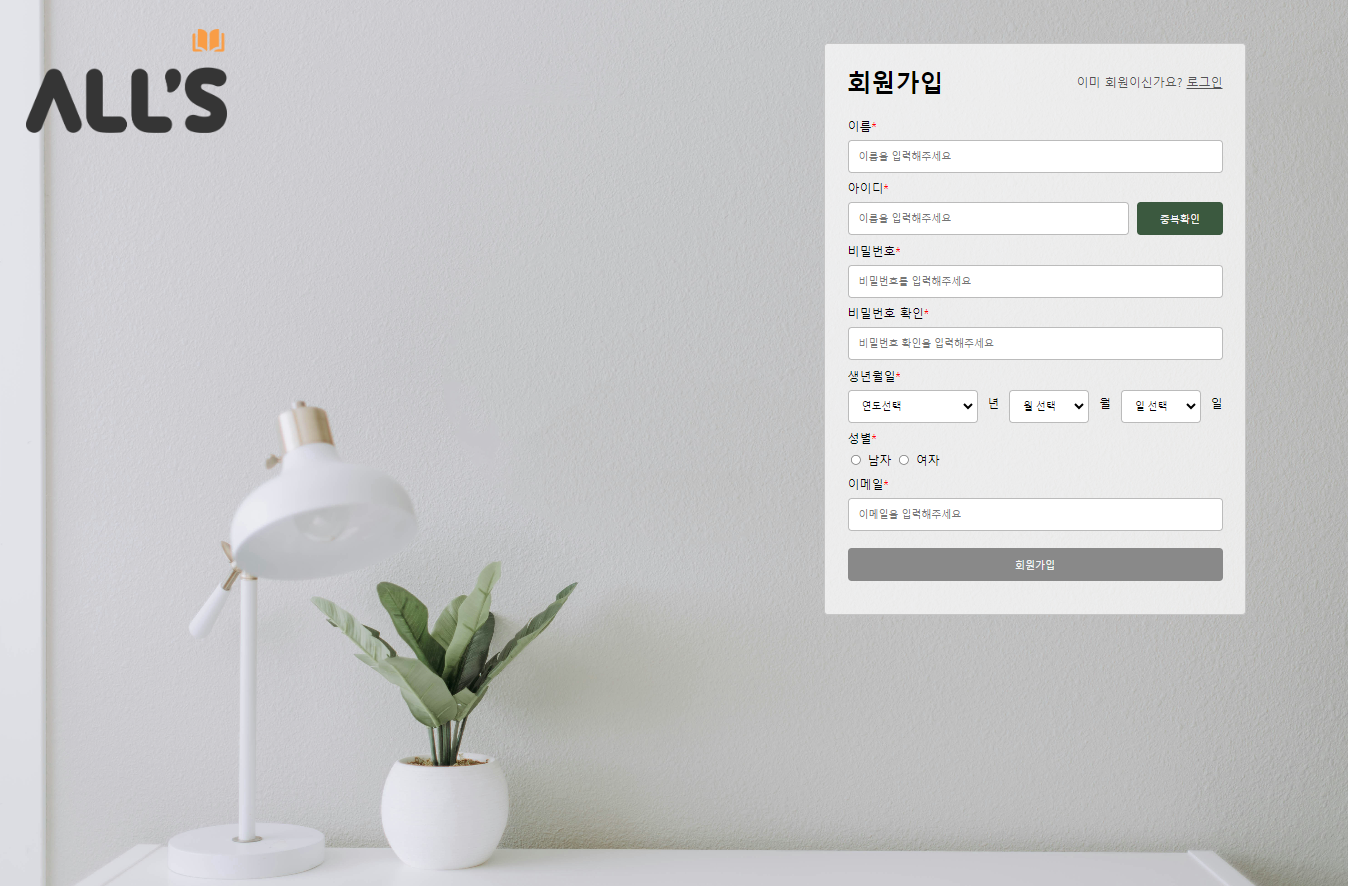 ALL'S
회원가입
이미 회원이신가요? 로그인
이름*
이름을 입력해주세요
아이디*
이름을 입력해주세요 중복확인
비밀번호*
비밀번호를 입력해주세요
비밀번호 확인*
비밀번호 확인을 입력해주세요
생년월일*
연도선택 년 월 선택 월 일 선택 일
성별*
남자 여자
이메일*
이메일을 입력해주세요
회원가입